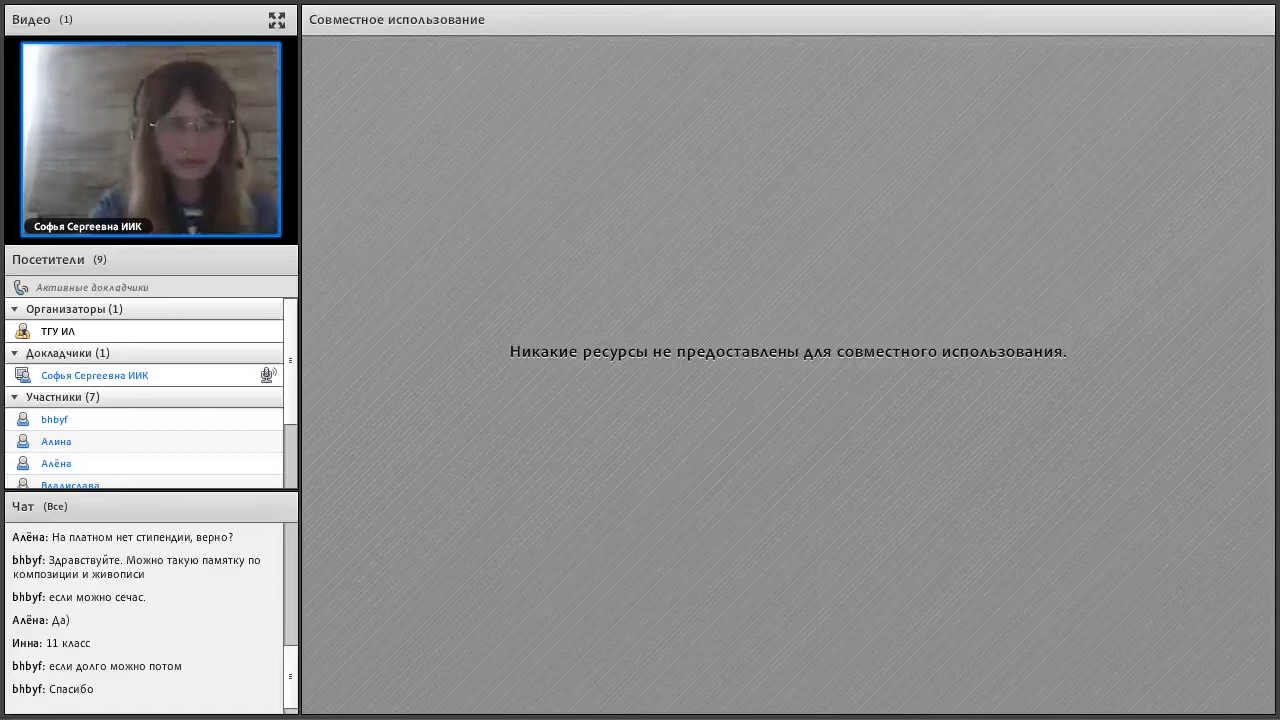 Видео (1)
Совместное использование
Софья Сергеевна ИИК
Посетители (9)
Активные докладчики
Организаторы (1)
ТГУ ИЛ
Докладчики (1)
Софья Сергеевна ИИК
Участники (7)
bhbyf
Алина
Алёна
Владислава
Чат (Все)
Алёна: На платном нет стипендии, верно?
bhbyf: Здравствуйте. Можно такую памятку по
композиции и живописи
bhbyf: если можно сечас.
Алёна: Да)
Инна: 11 класс
bhbyf: если долго можно потом
bhbyf: Спасибо
Никакие ресурсы не предоставлены для совместного использования.